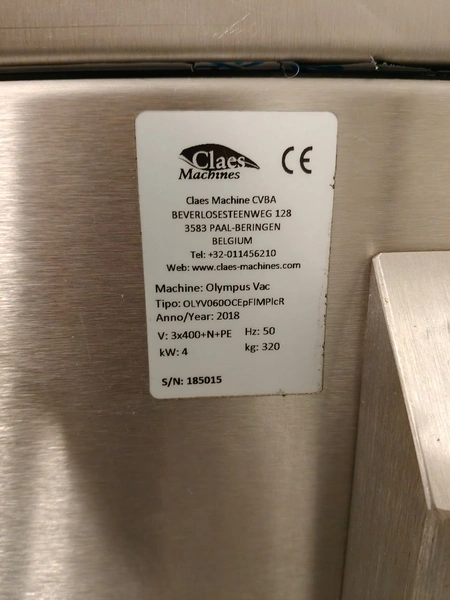 Claes
Machines
CE
Claes Machine CVBA
BEVERLOSESTEENWEG 128
3583 PAAL-BERINGEN
BELGIUM
Tel: +32-011456210
Web: www.claes-machines.com
Machine: Olympus Vac
Tipo: OLYV060OCEpFIMPlcR
Anno/Year: 2018
V: 3x400+N+PE Hz: 50
kW: 4 kg: 320
S/N: 185015